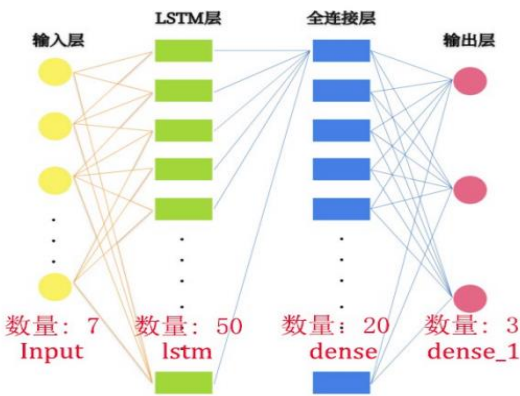 输入层
LSTM层
全连接层
输出层
数量: 7
Input
数量: 50
lstm
数量: 20
dense
数量: 3
dense_1